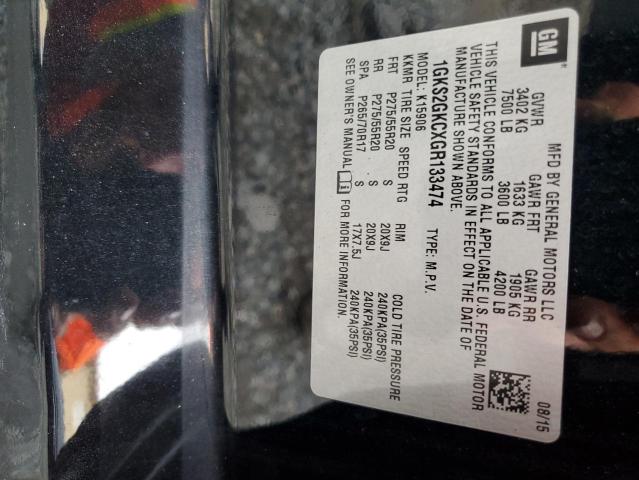 GM
MFD BY GENERAL MOTORS LLC 08/15
GVWR GAWR FRT GAWR RR
3402 KG 1633 KG 1905 KG
7500 LB 3600 LB 4200 LB
THIS VEHICLE CONFORMS TO ALL APPLICABLE U.S. FEDERAL MOTOR
VEHICLE SAFETY STANDARDS IN EFFECT ON THE DATE OF
MANUFACTURE SHOWN ABOVE.
1GKS2GKCXGR133474 TYPE: M.P.V.
MODEL: K15906
KKMR TIRE SIZE SPEED RTG RIM COLD TIRE PRESSURE
FRT P275/55R20 S 20X9J 240KPA(35PSI)
RR P275/55R20 S 20X9J 240KPA(35PSI)
SPA P265/70R17 S 17X7.5J 240KPA(35PSI)
SEE OWNER'S MANUAL FOR MORE INFORMATION.